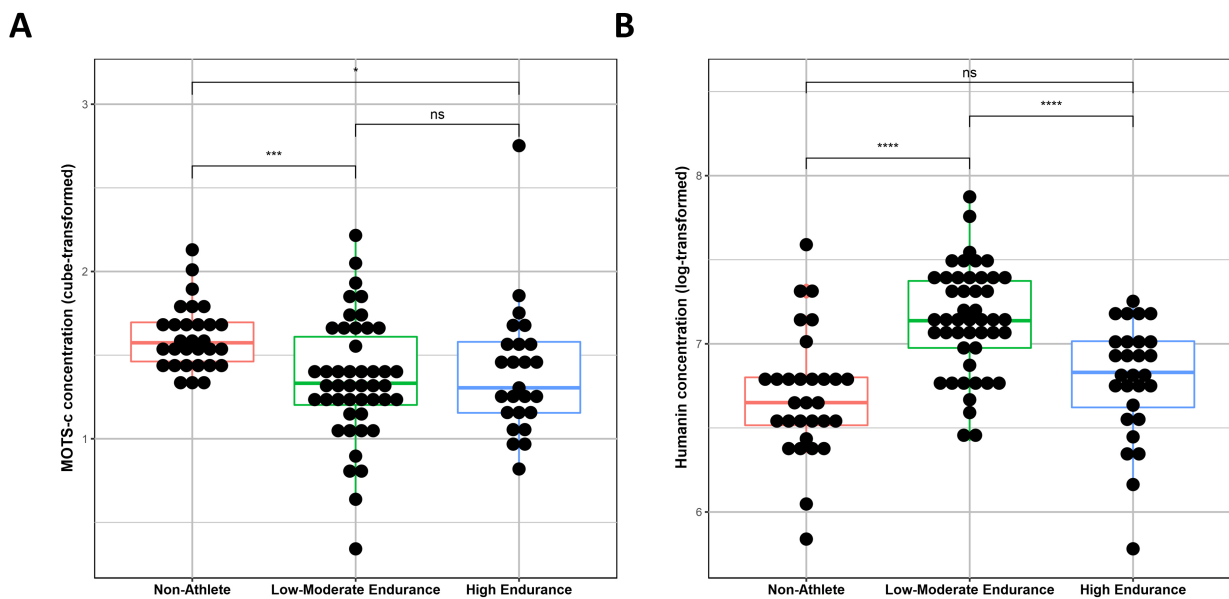 A
MOTS-c concentration (cube-transformed)
3
2
1
*
ns
***
Non-Athlete
Low-Moderate Endurance
High Endurance
B
Humanin concentration (log-transformed)
8
7
6
ns
****
****
Non-Athlete
Low-Moderate Endurance
High Endurance